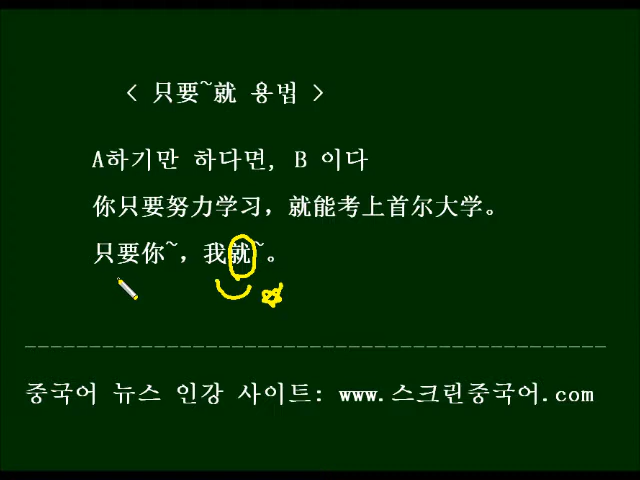 < 只要~就 용법 >
A하기만 하다면, B 이다
你只要努力学习，就能考上首尔大学。
只要你~，我就~。
중국어 뉴스 인강 사이트: www.스크린중국어.com